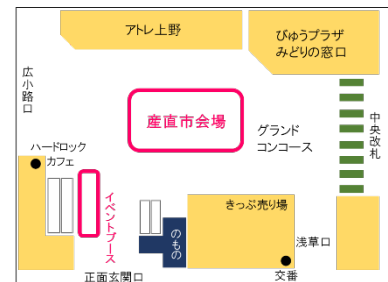 アトレ上野
びゅうプラザ
みどりの窓口
広小路口
産直市会場
グランド
コンコース
中央改札
ハードロック
カフェ
イベントブース
のもの
きっぷ売り場
浅草口
正面玄関口
交番